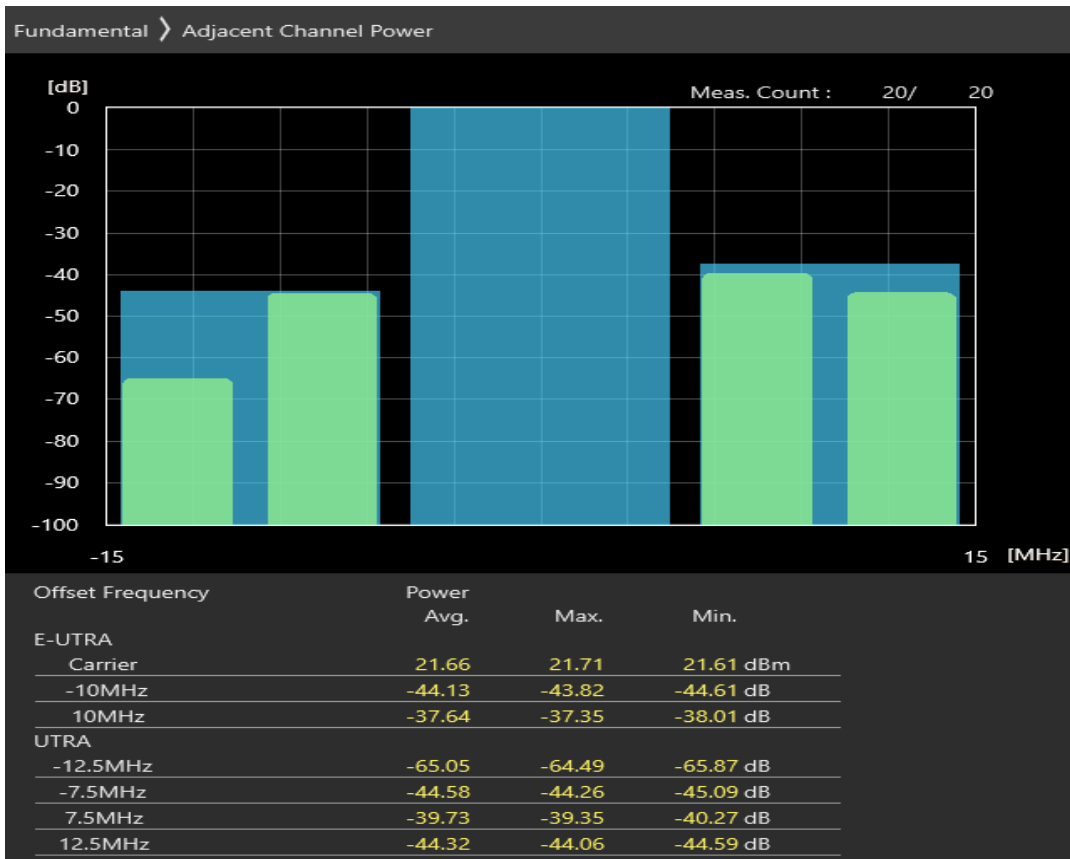 Fundamental 〉 Adjacent Channel Power
[dB]
Meas. Count : 20/ 20
0
-10
-20
-30
-40
-50
-60
-70
-80
-90
-100
-15 15 [MHz]
Offset Frequency Power
Avg. Max. Min.
E-UTRA
Carrier 21.66 21.71 21.61 dBm
-10MHz -44.13 -43.82 -44.61 dB
10MHz -37.64 -37.35 -38.01 dB
UTRA
-12.5MHz -65.05 -64.49 -65.87 dB
-7.5MHz -44.58 -44.26 -45.09 dB
7.5MHz -39.73 -39.35 -40.27 dB
12.5MHz -44.32 -44.06 -44.59 dB